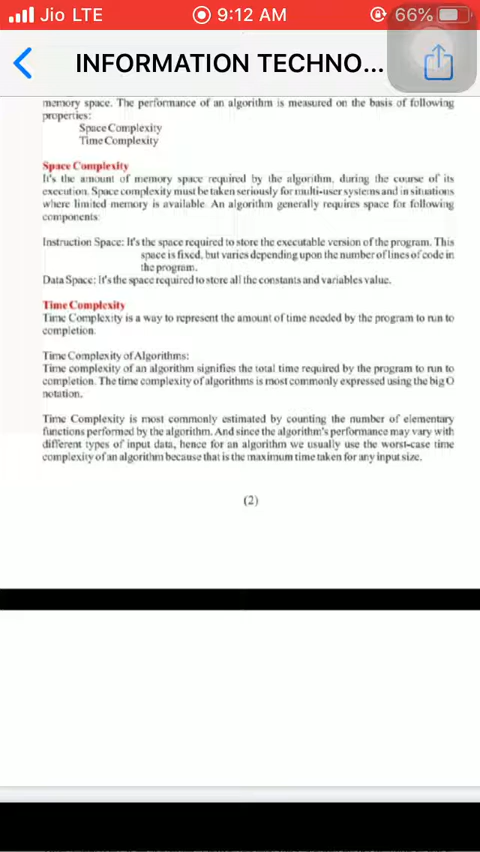 Jio LTE 9:12 AM 66%
INFORMATION TECHNO...
memory space. The performance of an algorithm is measured on the basis of following
properties:
Space Complexity
Time Complexity
Space Complexity
It's the amount of memory space required by the algorithm, during the course of its
execution. Space complexity must be taken seriously for multi-user systems and in situations
where limited memory is available. An algorithm generally requires space for following
components:
Instruction Space: It's the space required to store the executable version of the program. This
space is fixed, but varies depending upon the number of lines of code in
the program.
Data Space: It's the space required to store all the constants and variables value.
Time Complexity
Time Complexity is a way to represent the amount of time needed by the program to run to
completion.
Time Complexity of Algorithms:
Time complexity of an algorithm signifies the total time required by the program to run to
completion. The time complexity of algorithms is most commonly expressed using the big O
notation.
Time Complexity is most commonly estimated by counting the number of elementary
functions performed by the algorithm. And since the algorithm's performance may vary with
different types of input data, hence for an algorithm we usually use the worst-case time
complexity of an algorithm because that is the maximum time taken for any input size.
(2)